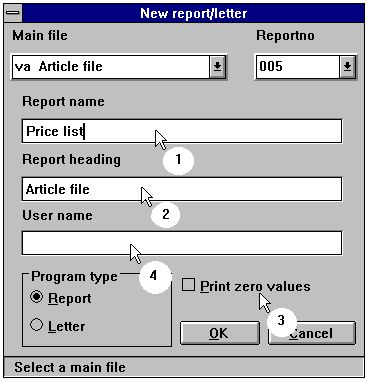 New report/letter
Main file Reportno
va Article file 005
Report name
Price list
1
Report heading
Article file
2
User name
4
Program type
Report
Letter
Print zero values
3
OK Cancel
Select a main file